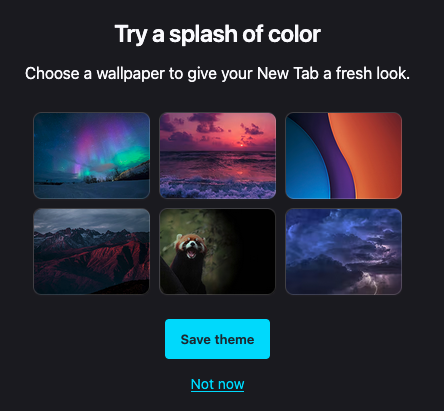 Try a splash of color
Choose a wallpaper to give your New Tab a fresh look.
Save theme
Not now